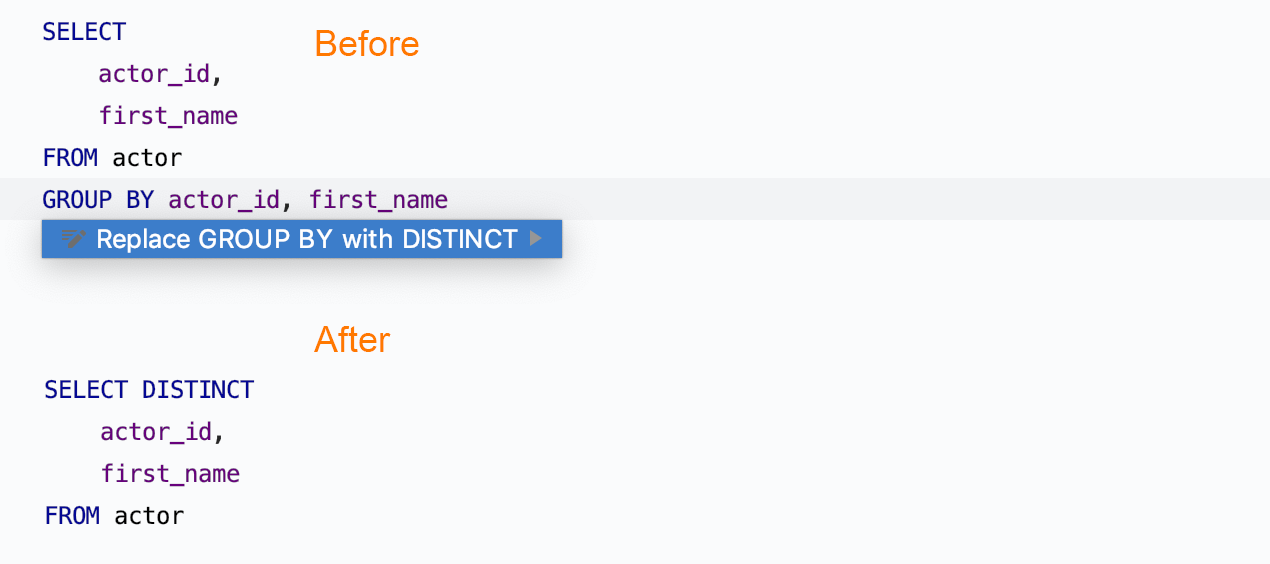 SELECT
Before
actor_id,
first_name
FROM actor
GROUP BY actor_id, first_name
Replace GROUP BY with DISTINCT
After
SELECT DISTINCT
actor_id,
first_name
FROM actor